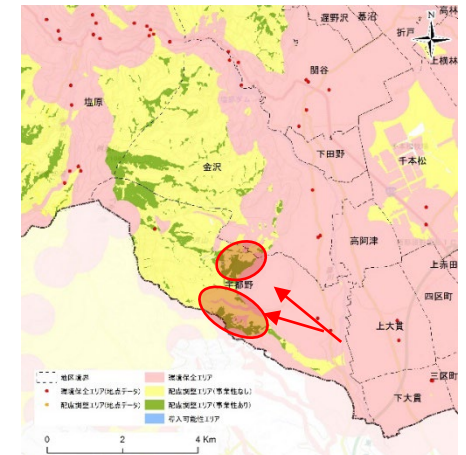 遅野沢
墓沼
高林
折戸
N
上横林
関谷
塩原
下田野
千本松
金沢
高阿津
上赤田
宇都野
四区町
上大貫
三区町
下大貫
地区境界
環境保全エリア
環境保全エリア(地点データ)
配慮調整エリア(事業性なし)
配慮調整エリア(地点データ)
配慮調整エリア(事業性あり)
導入可能性エリア
0 2 4 Km